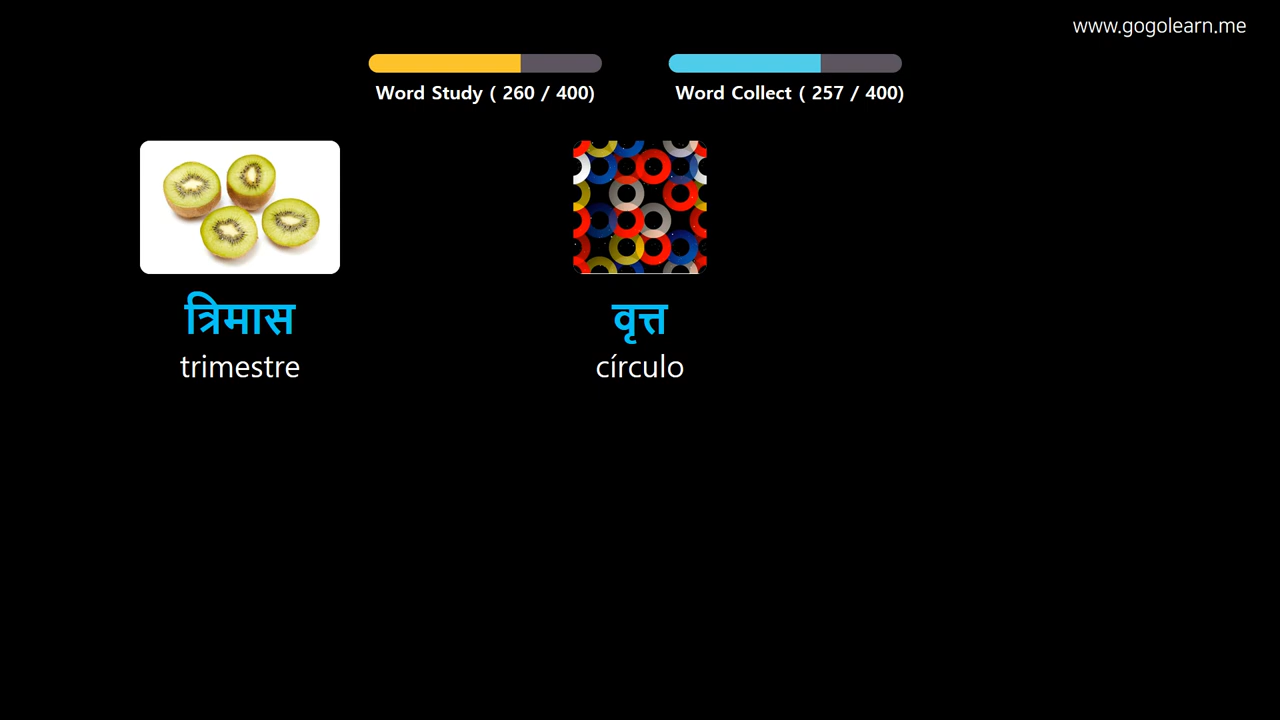 www.gogolearn.me
Word Study ( 260 / 400)
Word Collect ( 257 / 400)
त्रिमास
trimestre
वृत्त
círculo